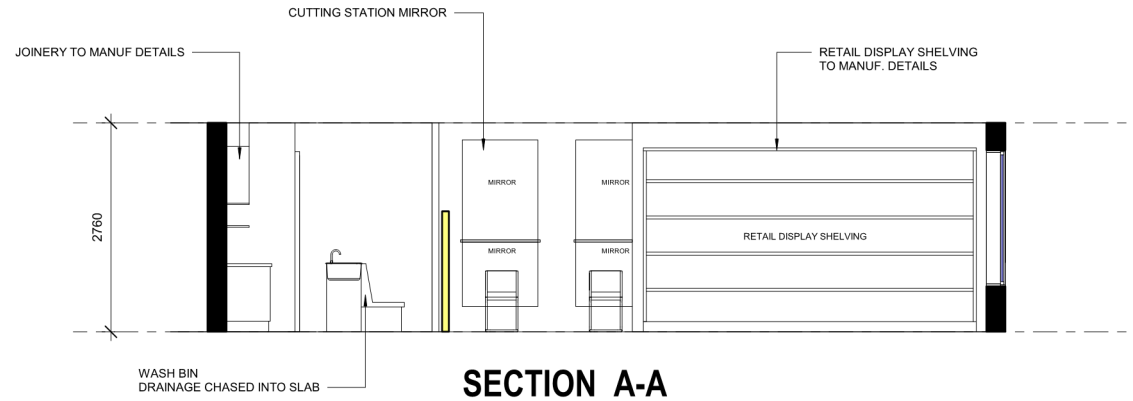 CUTTING STATION MIRROR
JOINERY TO MANUF DETAILS
RETAIL DISPLAY SHELVING
TO MANUF. DETAILS
2760
MIRROR
MIRROR
MIRROR
MIRROR
RETAIL DISPLAY SHELVING
WASH BIN
DRAINAGE CHASED INTO SLAB
SECTION A-A